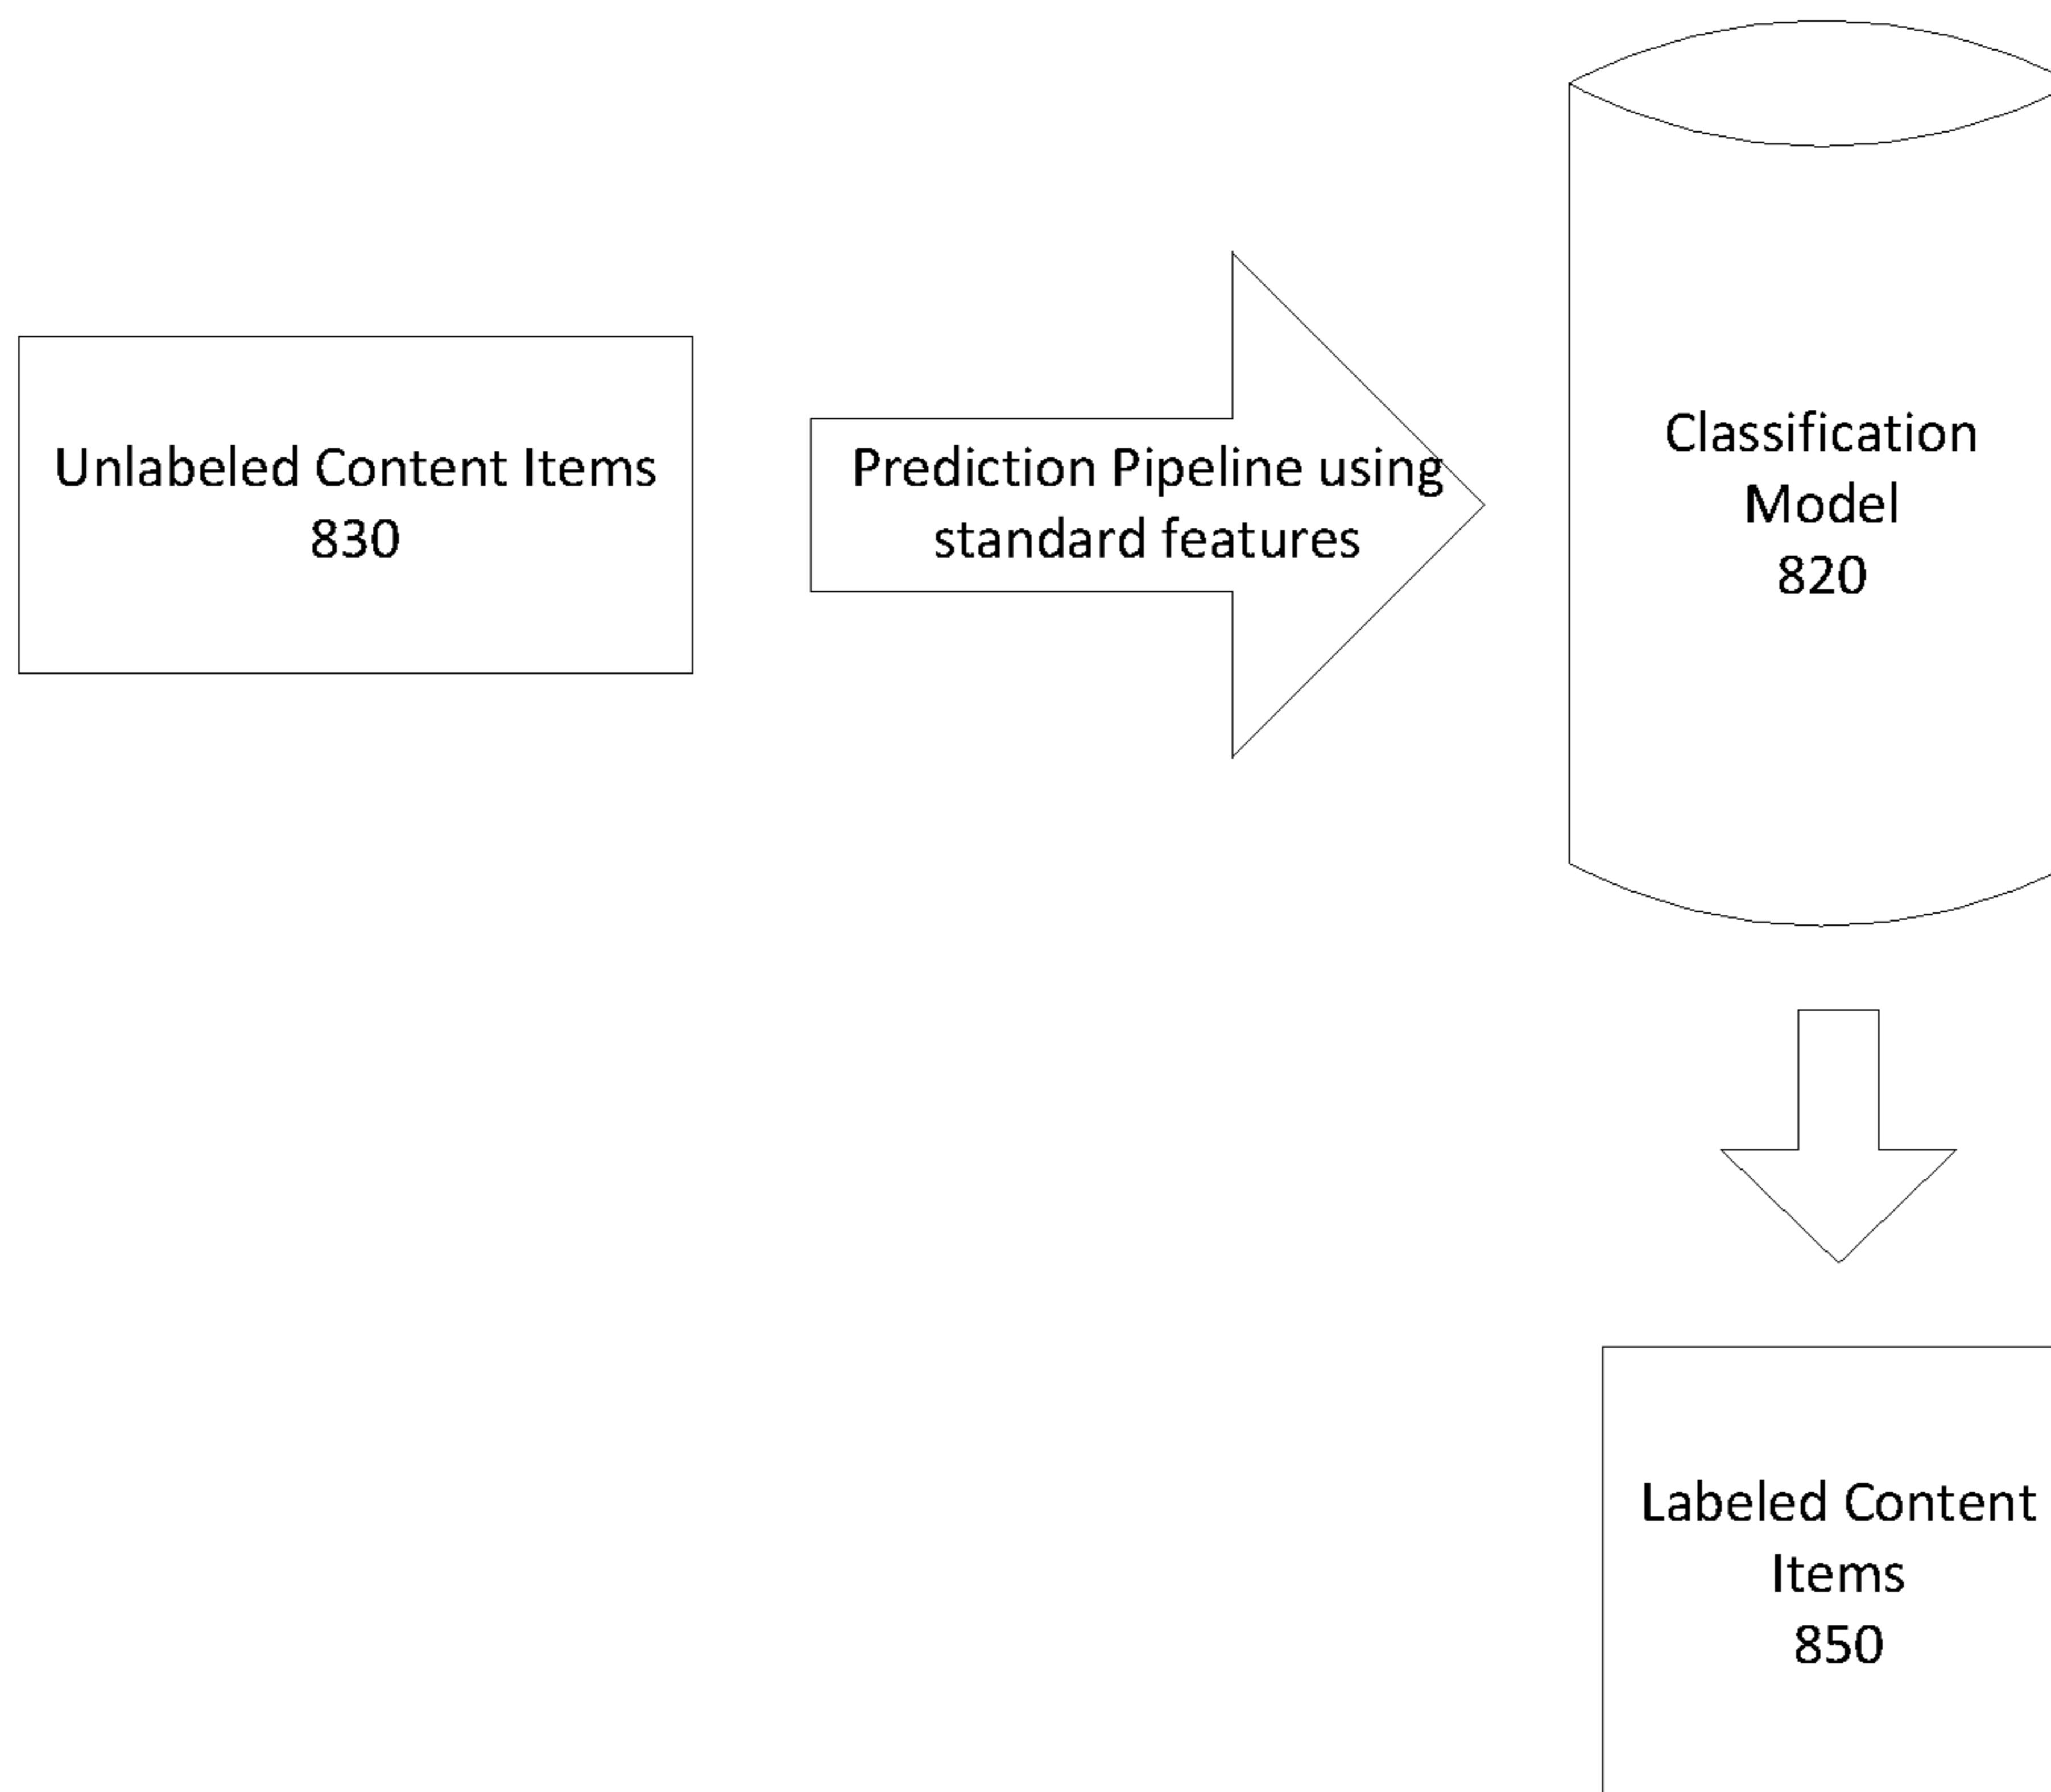 Unlabeled Content Items
830
Prediction Pipeline using
standard features
Classification
Model
820
Labeled Content
Items
850